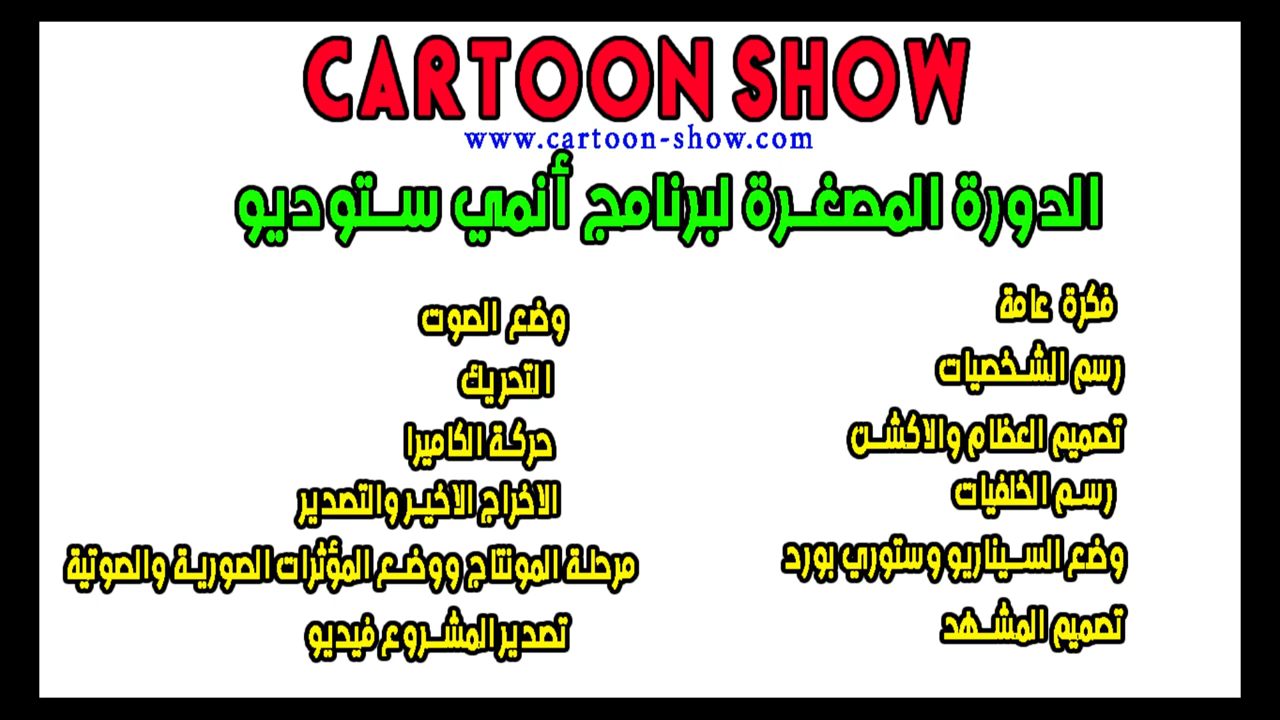 CARTOON SHOW
www.cartoon-show.com
الدورة المصغرة لبرنامج أنمي ستوديو
فكرة عامة
رسم الشخصيات
تصميم العظام والاكشن
رسم الخلفيات
وضع السيناريو وستوري بورد
تصميم المشهد
وضع الصوت
التحريك
حركة الكاميرا
الاخراج الاخير والتصدير
مرحلة المونتاج ووضع المؤثرات الصورية والصوتية
تصدير المشروع فيديو